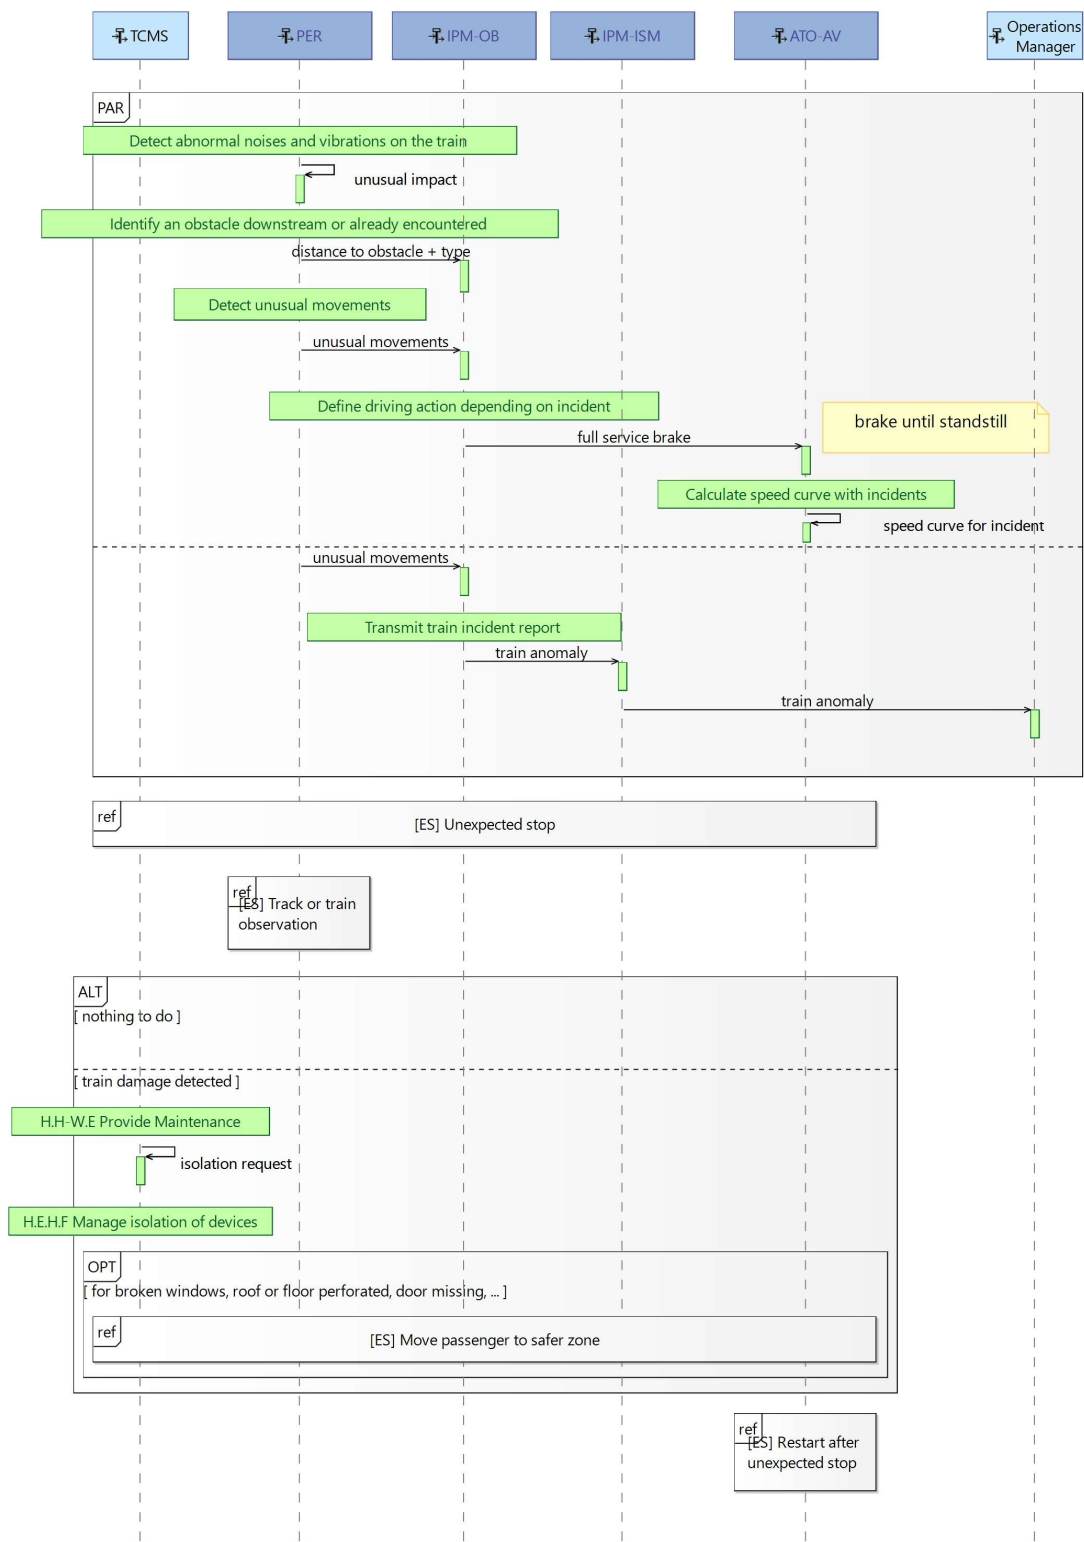 TCMS
PER
IPM-OB
IPM-ISM
ATO-AV
Operations
Manager
PAR
Detect abnormal noises and vibrations on the train
unusual impact
Identify an obstacle downstream or already encountered
distance to obstacle + type
Detect unusual movements
unusual movements
Define driving action depending on incident
brake until standstill
full service brake
Calculate speed curve with incidents
speed curve for incident
unusual movements
Transmit train incident report
train anomaly
train anomaly
ref
[ES] Unexpected stop
ref
[ES] Track or train
observation
ALT
[ nothing to do ]
[ train damage detected ]
H.H-W.E Provide Maintenance
isolation request
H.E.H.F Manage isolation of devices
OPT
[ for broken windows, roof or floor perforated, door missing, ... ]
ref
[ES] Move passenger to safer zone
ref
[ES] Restart after
unexpected stop